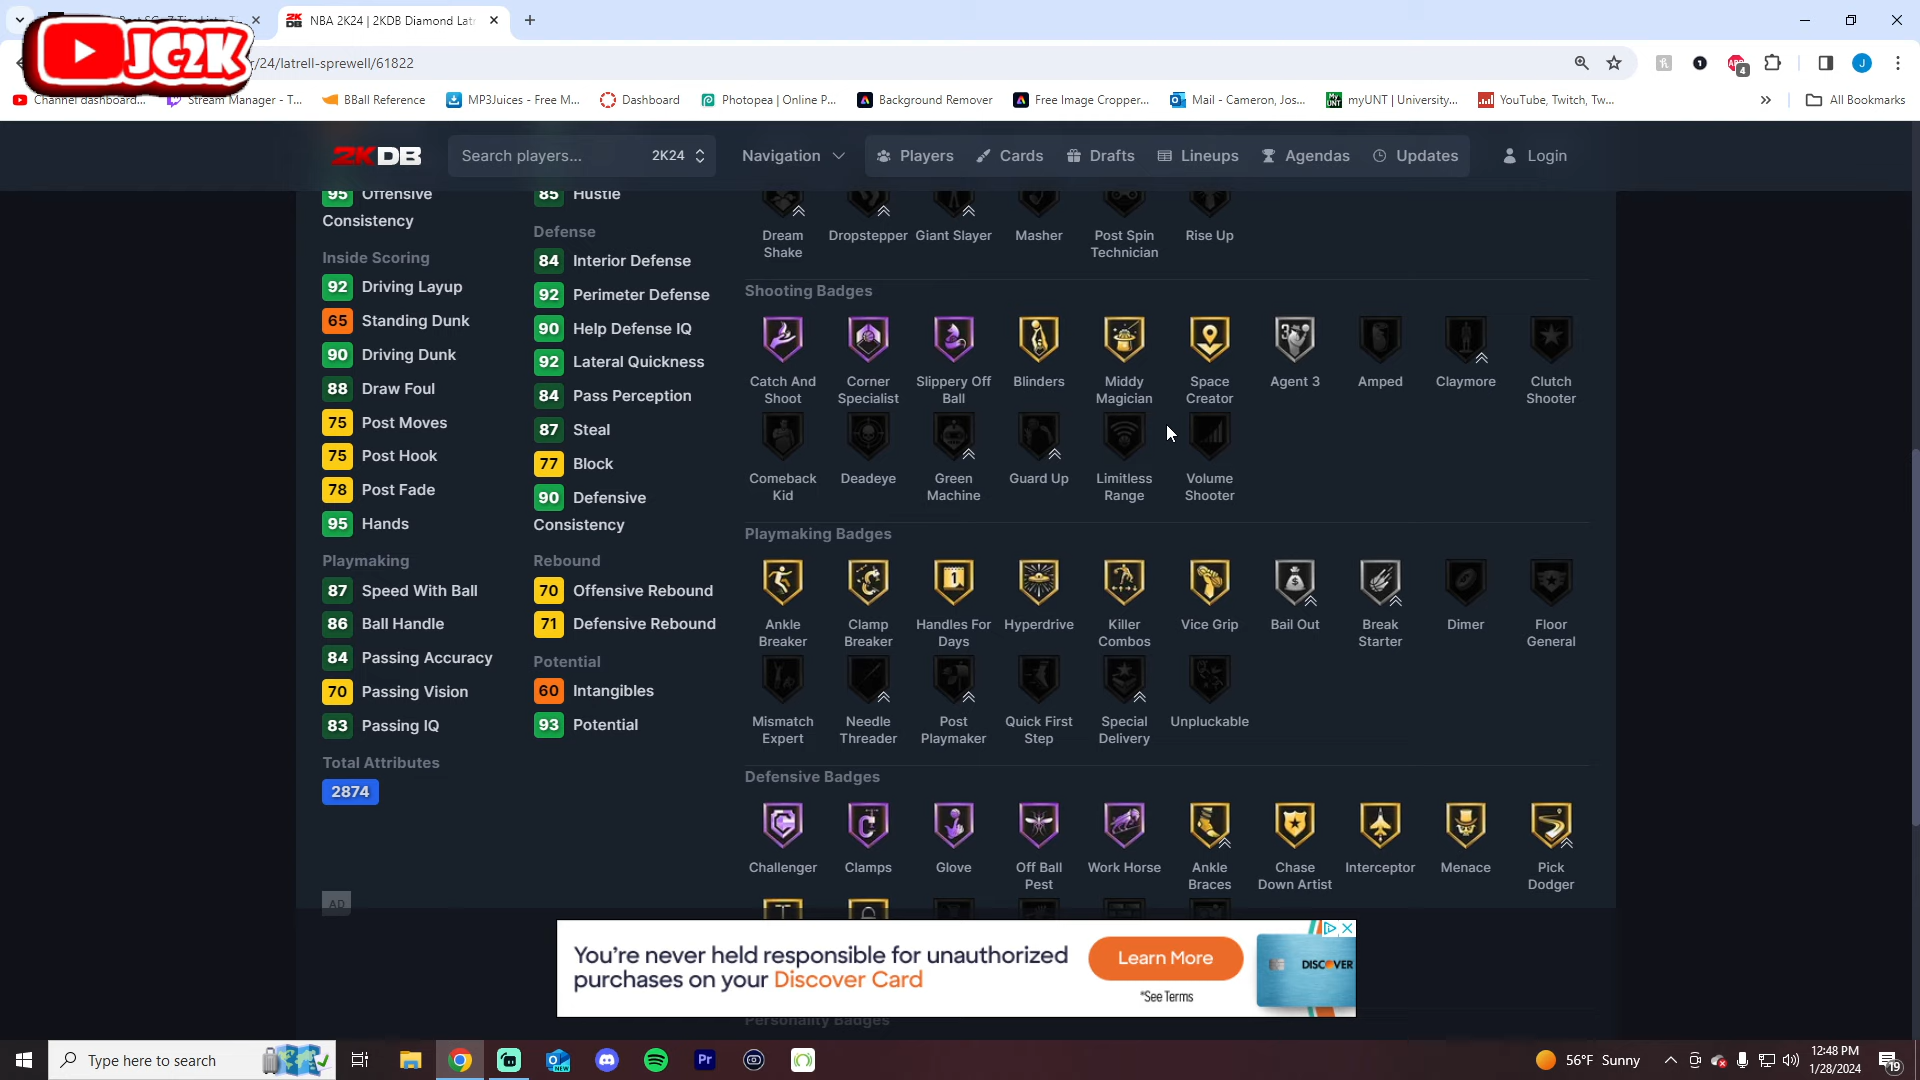 NBA 2K24 | 2KDB Diamond Lat
JC2K
/24/latrell-sprewell/61822
Channel dashboard...
Stream Manager - T...
BBall Reference
MP3Juices - Free M...
Dashboard
Photopea | Online P...
Background Remover
Free Image Cropper...
Mail - Cameron, Jos...
myUNT | University...
YouTube, Twitch, Tw...
All Bookmarks
2KDB
Search players...
2K24
Navigation
Players
Cards
Drafts
Lineups
Agendas
Updates
Login
95 Offensive Consistency
Inside Scoring
92 Driving Layup
65 Standing Dunk
90 Driving Dunk
88 Draw Foul
75 Post Moves
75 Post Hook
78 Post Fade
95 Hands
Playmaking
87 Speed With Ball
86 Ball Handle
84 Passing Accuracy
70 Passing Vision
83 Passing IQ
Total Attributes
2874
85 Hustle
Defense
84 Interior Defense
92 Perimeter Defense
90 Help Defense IQ
92 Lateral Quickness
84 Pass Perception
87 Steal
77 Block
90 Defensive Consistency
Rebound
70 Offensive Rebound
71 Defensive Rebound
Potential
60 Intangibles
93 Potential
Dream Shake
Dropstepper
Giant Slayer
Masher
Post Spin Technician
Rise Up
Shooting Badges
Catch And Shoot
Corner Specialist
Slippery Off Ball
Blinders
Middy Magician
Space Creator
Agent 3
Amped
Claymore
Clutch Shooter
Comeback Kid
Deadeye
Green Machine
Guard Up
Limitless Range
Volume Shooter
Playmaking Badges
Ankle Breaker
Clamp Breaker
Handles For Days
Hyperdrive
Killer Combos
Vice Grip
Bail Out
Break Starter
Dimer
Floor General
Mismatch Expert
Needle Threader
Post Playmaker
Quick First Step
Special Delivery
Unpluckable
Defensive Badges
Challenger
Clamps
Glove
Off Ball Pest
Work Horse
Ankle Braces
Chase Down Artist
Interceptor
Menace
Pick Dodger
AD
You're never held responsible for unauthorized
purchases on your Discover Card
Learn More
*See Terms
DISCOVER
Personality Badges
Type here to search
56°F Sunny
12:48 PM
1/28/2024
19